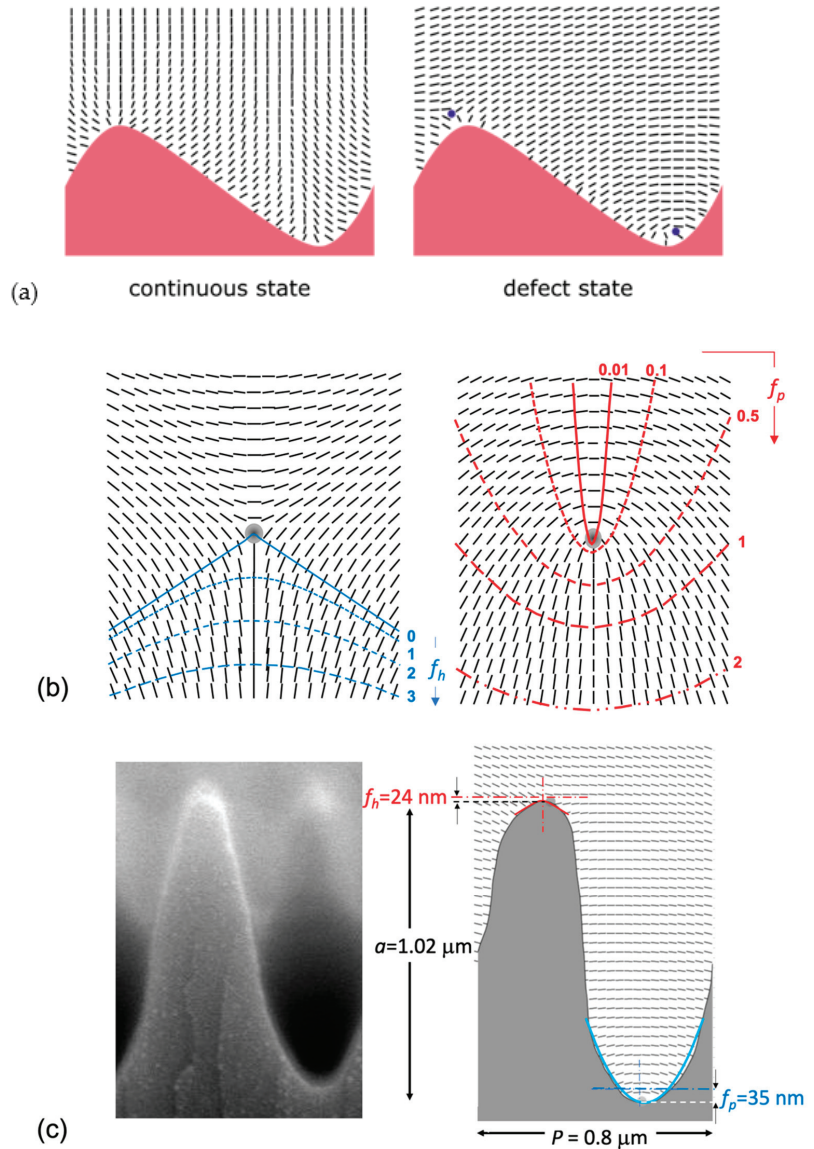 (a)
continuous state
defect state
(b)
0
1
2
3
f_h
0.01
0.1
f_p
0.5
1
2
(c)
f_h=24 nm
a=1.02 μm
f_p=35 nm
P = 0.8 μm